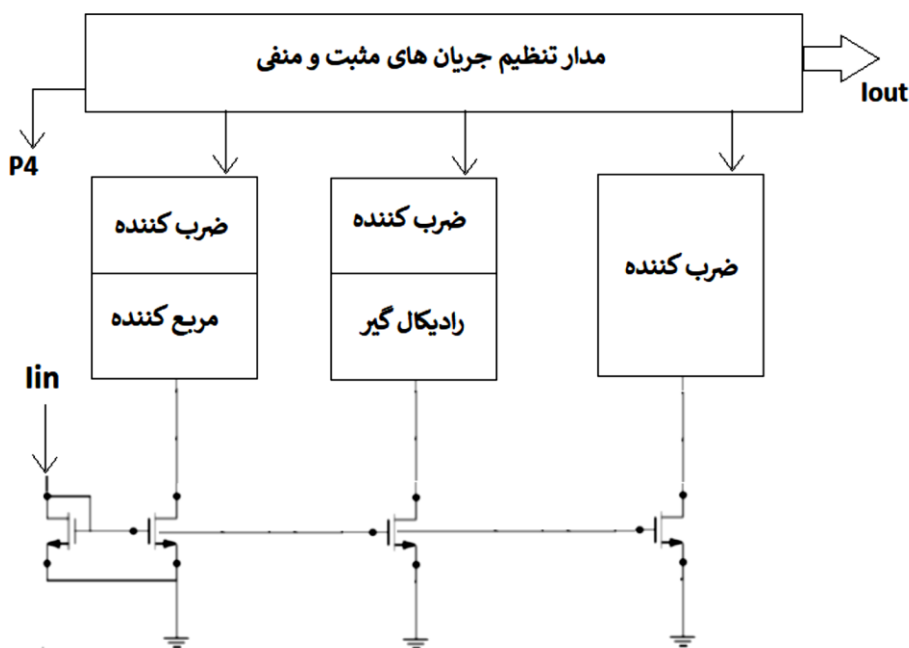 مدار تنظیم جریان های مثبت و منفی
Iout
P4
ضرب کننده
ضرب کننده
ضرب کننده
مربع کننده
رادیکال گیر
Iin